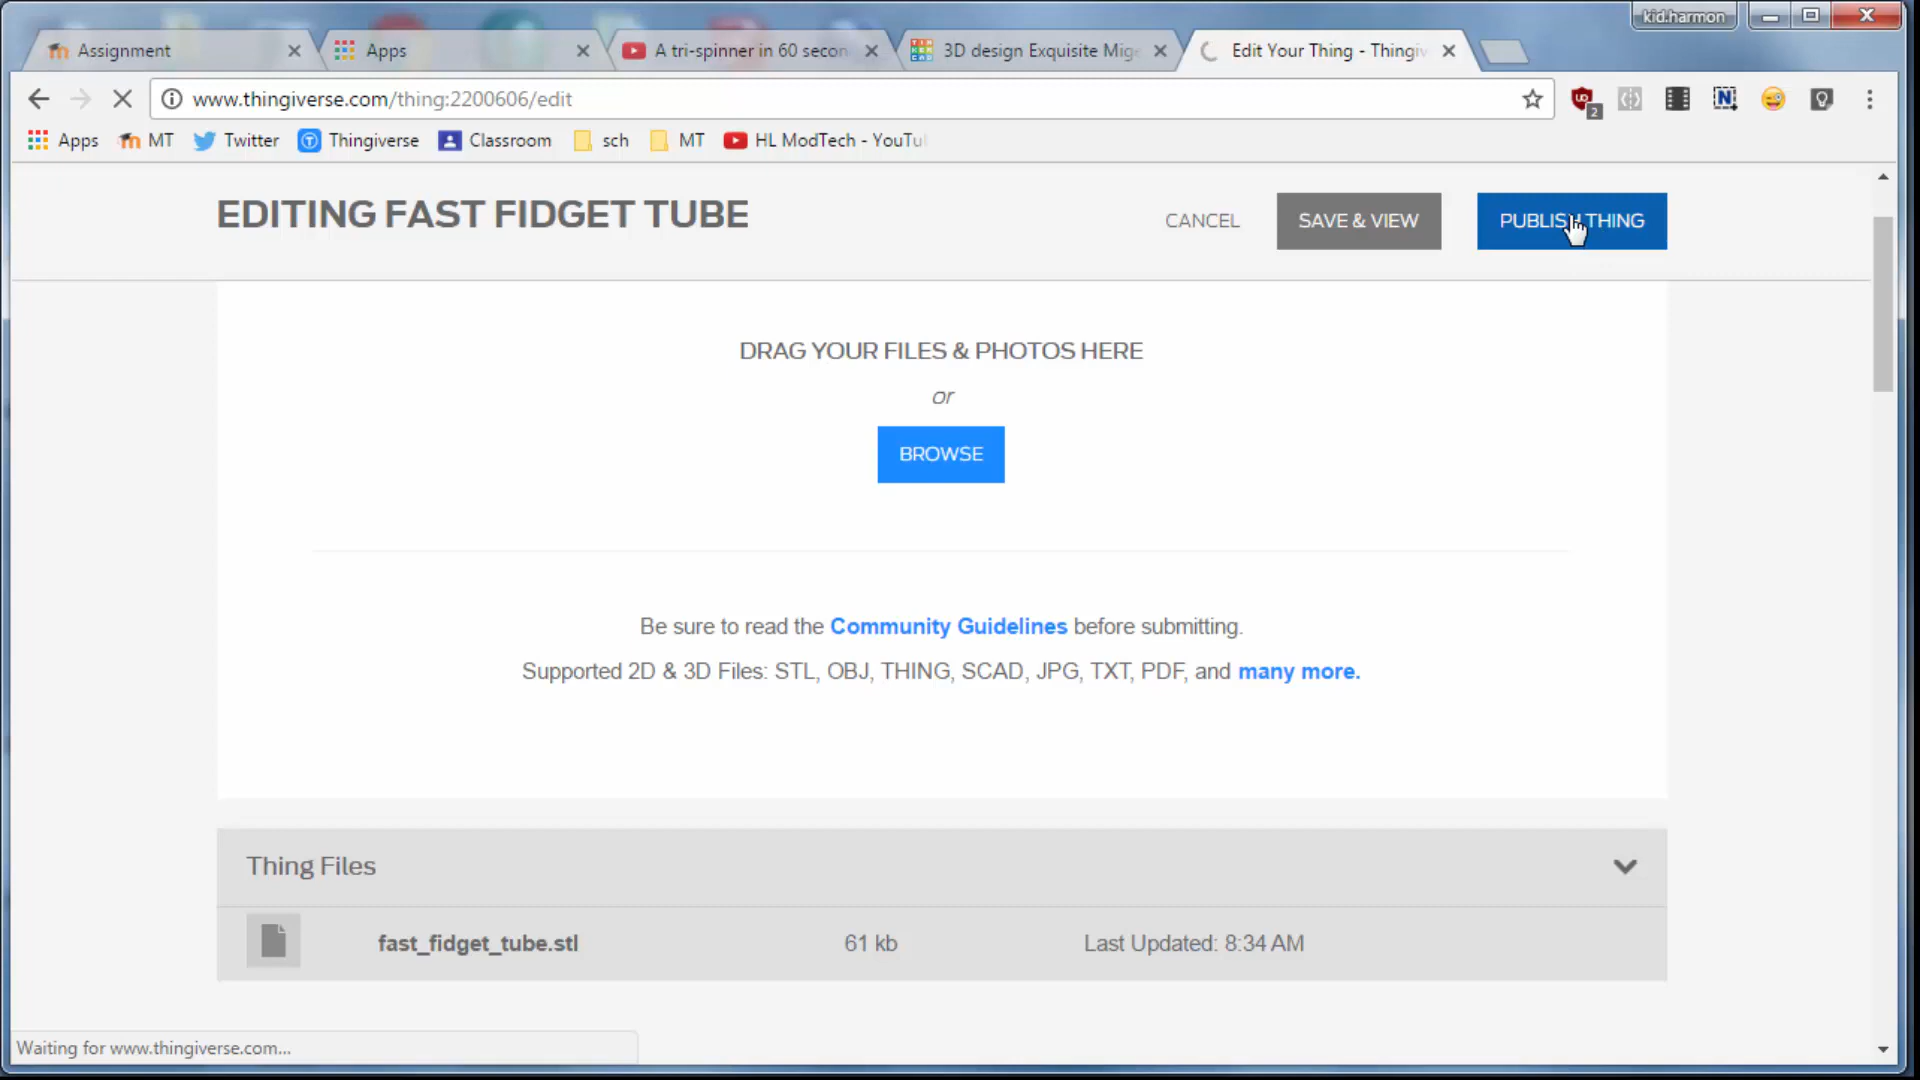 kid.harmon
Assignment
Apps
A tri-spinner in 60 secon
3D design Exquisite Mig
Edit Your Thing - Thingiv
www.thingiverse.com/thing:2200606/edit
2
Apps
MT
Twitter
Thingiverse
Classroom
sch
MT
HL ModTech - YouTu
EDITING FAST FIDGET TUBE
CANCEL
SAVE & VIEW
PUBLISH THING
DRAG YOUR FILES & PHOTOS HERE
or
BROWSE
Be sure to read the Community Guidelines before submitting.
Supported 2D & 3D Files: STL, OBJ, THING, SCAD, JPG, TXT, PDF, and many more.
Thing Files
fast_fidget_tube.stl
61 kb
Last Updated: 8:34 AM
Waiting for www.thingiverse.com...